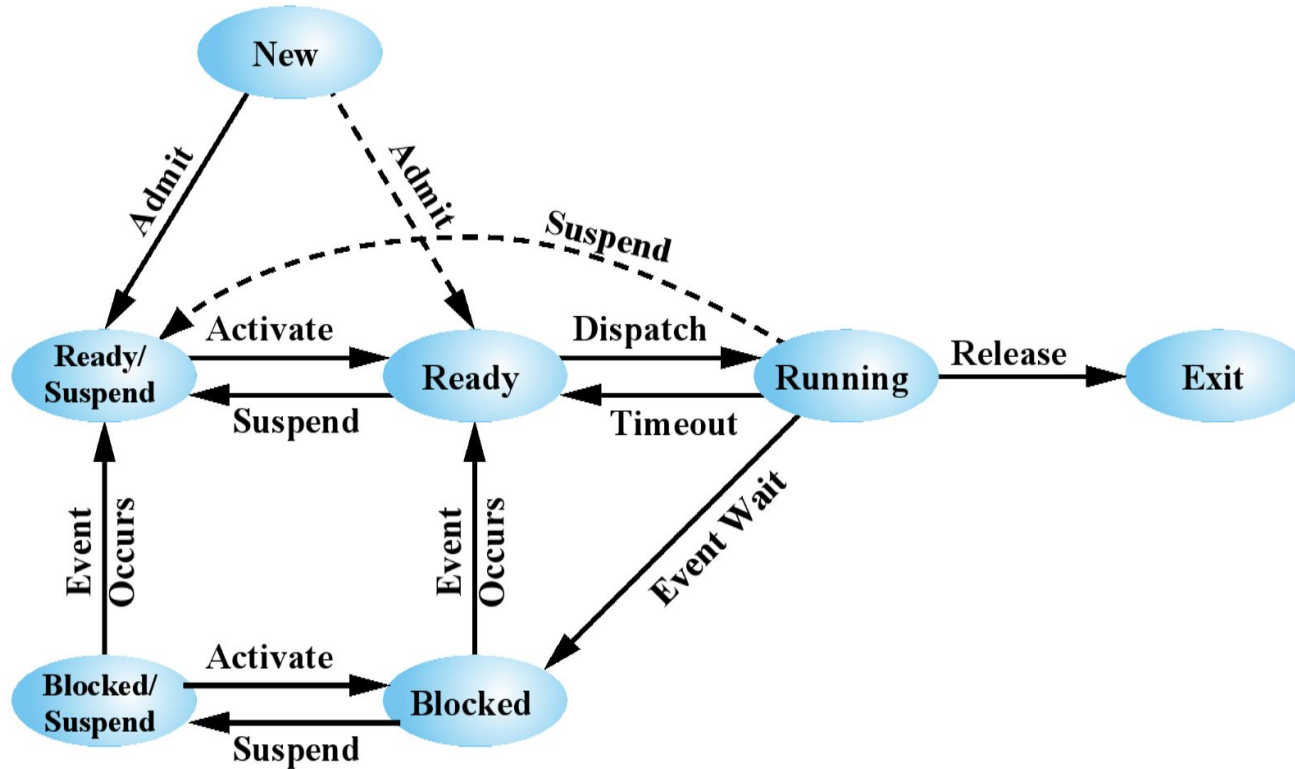 New
Admit
Admit
Suspend
Ready/
Suspend
Activate
Suspend
Ready
Dispatch
Timeout
Running
Release
Exit
Event
Occurs
Event
Occurs
Event Wait
Blocked/
Suspend
Activate
Suspend
Blocked